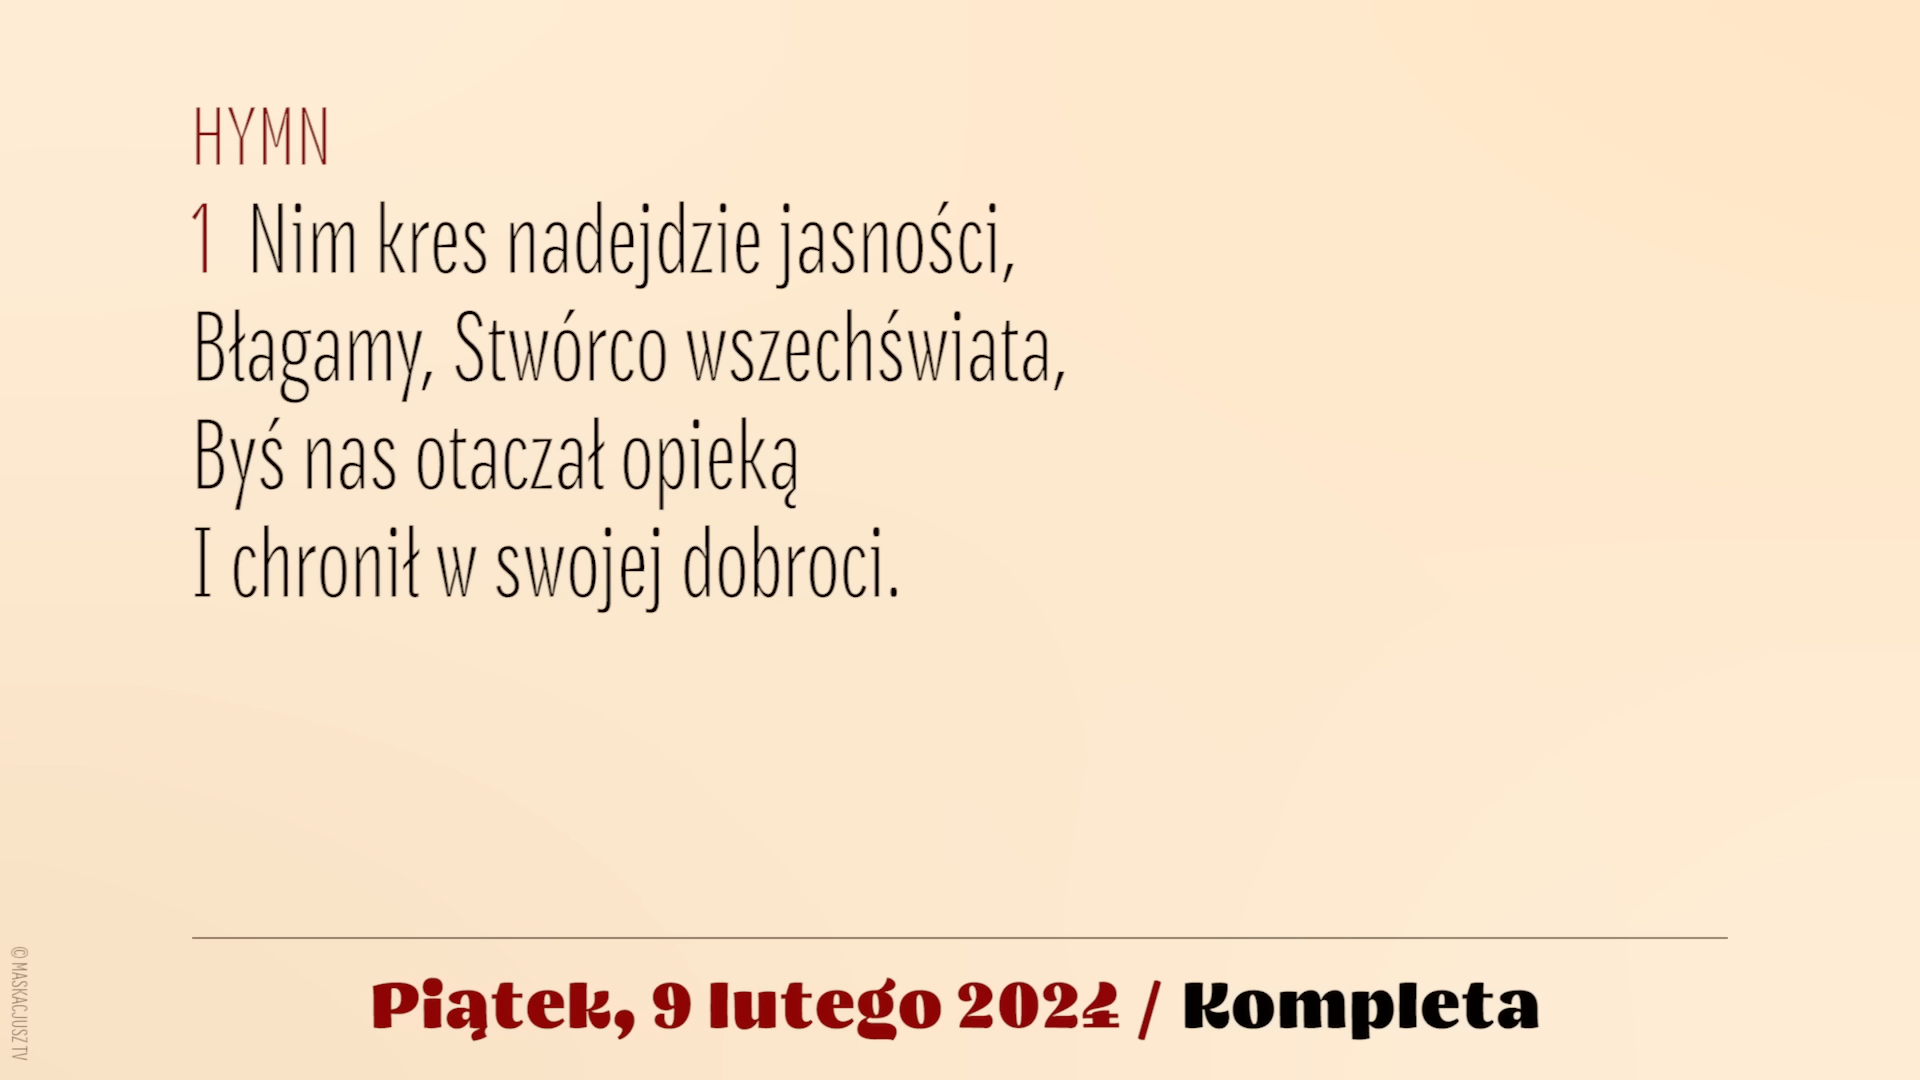 HYMN
1 Nim kres nadejdzie jasności,
Błagamy, Stwórco wszechświata,
Byś nas otaczał opieką
I chronił w swojej dobroci.
Piątek, 9 lutego 2024 / Kompleta
© MASKACJUSZ TV